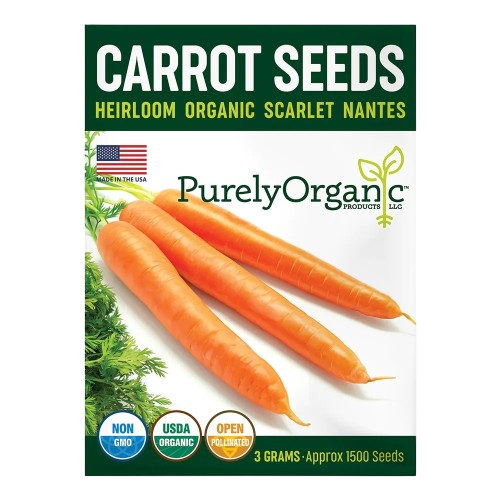 CARROT SEEDS
HEIRLOOM ORGANIC SCARLET NANTES
MADE IN THE USA
PurelyOrganic™
PRODUCTS LLC
NON
GMO
USDA
ORGANIC
OPEN
POLLINATED
3 GRAMS · Approx 1500 Seeds